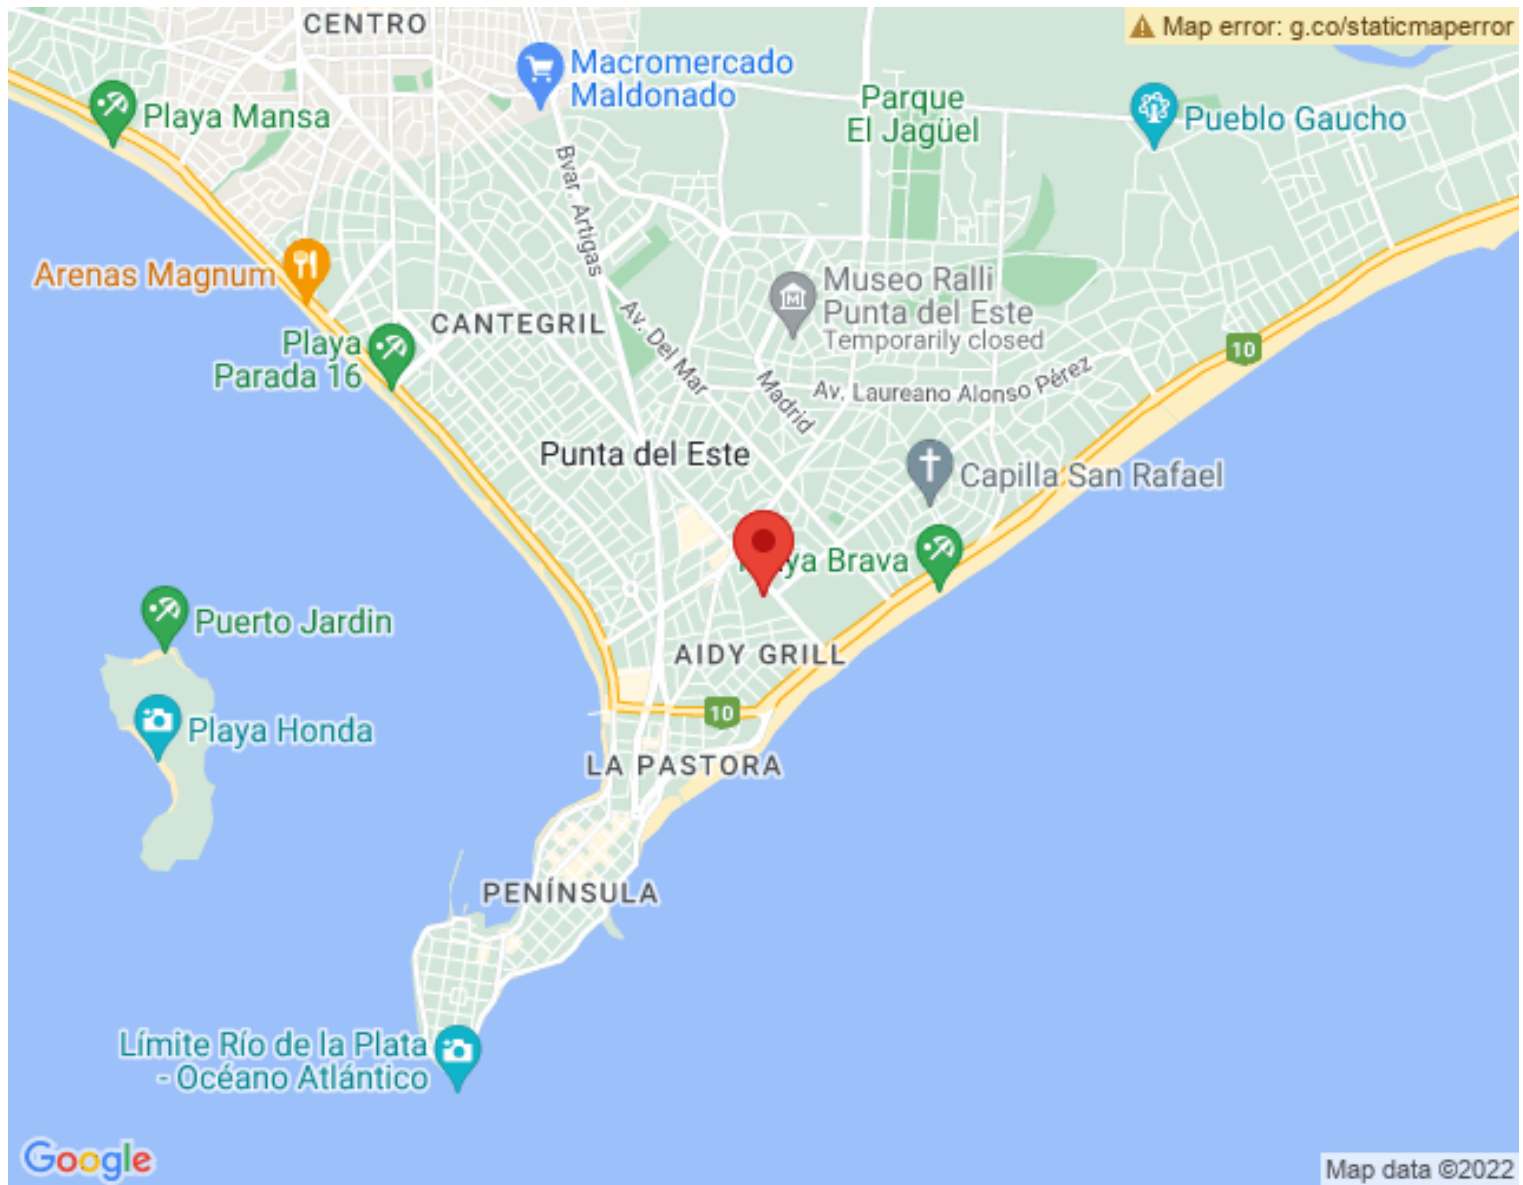 CENTRO
Map error: g.co/staticmaperror
Macromercado
Maldonado
Playa Mansa
Parque
El Jagüel
Pueblo Gaucho
Bvar. Artigas
Arenas Magnum
Museo Ralli
Punta del Este
Temporarily closed
CANTEGRIL
Av. Del Mar
Playa
Parada 16
10
Madrid
Av. Laureano Alonso Pérez
Punta del Este
Capilla San Rafael
Brava
Puerto Jardin
AIDY GRILL
10
Playa Honda
LA PASTORA
PENÍNSULA
Límite Río de la Plata
- Océano Atlántico
Google
Map data ©2022